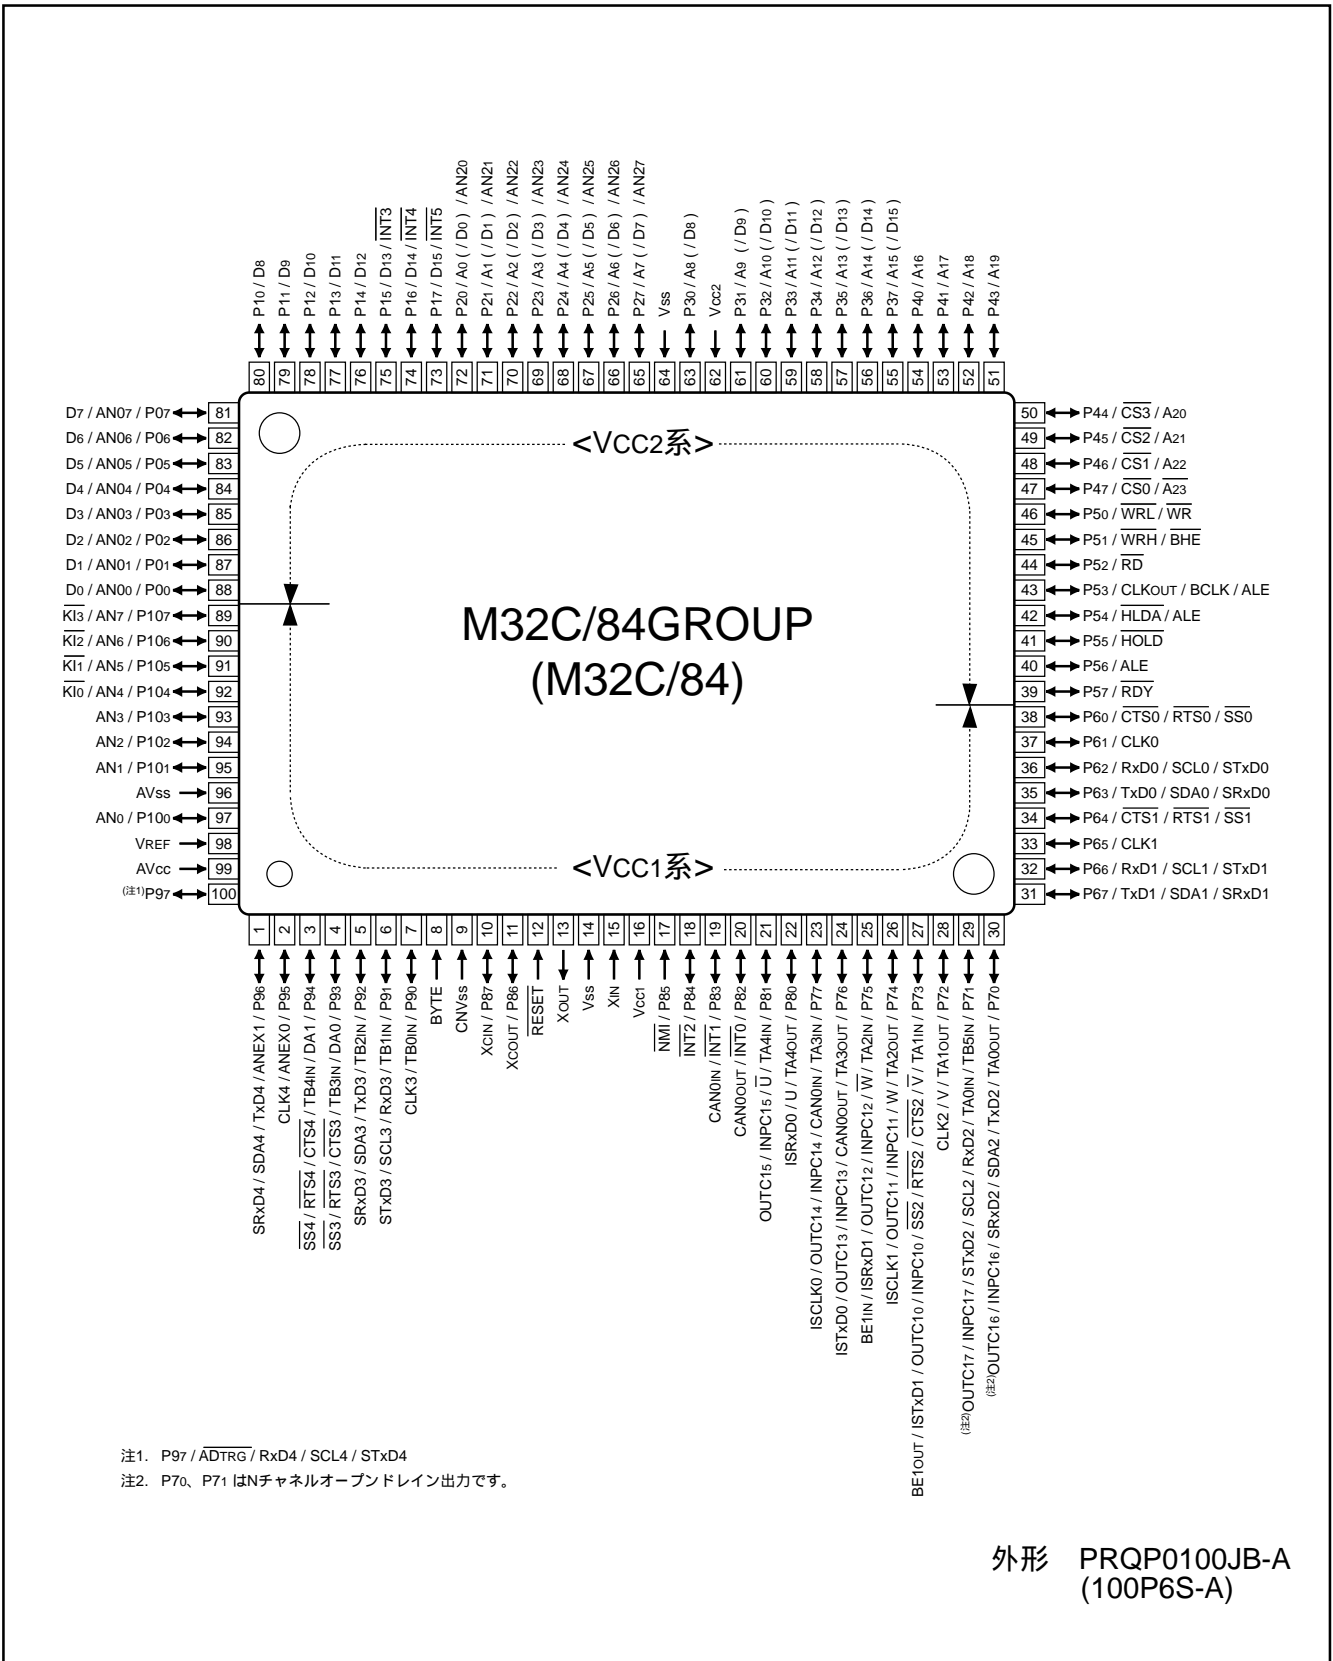 P10 / D8
P11 / D9
P12 / D10
P13 / D11
P14 / D12
P15 / D13 / INT3
P16 / D14 / INT4
P17 / D15 / INT5
P20 / A0 ( / D0 ) / AN20
P21 / A1 ( / D1 ) / AN21
P22 / A2 ( / D2 ) / AN22
P23 / A3 ( / D3 ) / AN23
P24 / A4 ( / D4 ) / AN24
P25 / A5 ( / D5 ) / AN25
P26 / A6 ( / D6 ) / AN26
P27 / A7 ( / D7 ) / AN27
Vss
P30 / A8 ( / D8 )
Vcc2
P31 / A9 ( / D9 )
P32 / A10 ( / D10 )
P33 / A11 ( / D11 )
P34 / A12 ( / D12 )
P35 / A13 ( / D13 )
P36 / A14 ( / D14 )
P37 / A15 ( / D15 )
P40 / A16
P41 / A17
P42 / A18
P43 / A19
80 79 78 77 76 75 74 73 72 71 70 69 68 67 66 65 64 63 62 61 60 59 58 57 56 55 54 53 52 51
D7 / AN07 / P07 81
D6 / AN06 / P06 82
D5 / AN05 / P05 83
D4 / AN04 / P04 84
D3 / AN03 / P03 85
D2 / AN02 / P02 86
D1 / AN01 / P01 87
D0 / AN00 / P00 88
KI3 / AN7 / P107 89
KI2 / AN6 / P106 90
KI1 / AN5 / P105 91
KI0 / AN4 / P104 92
AN3 / P103 93
AN2 / P102 94
AN1 / P101 95
AVss 96
AN0 / P100 97
VREF 98
AVcc 99
(注1)P97 100
<VCC2系>
M32C/84GROUP
(M32C/84)
<VCC1系>
50 P44 / CS3 / A20
49 P45 / CS2 / A21
48 P46 / CS1 / A22
47 P47 / CS0 / A23
46 P50 / WRL / WR
45 P51 / WRH / BHE
44 P52 / RD
43 P53 / CLKOUT / BCLK / ALE
42 P54 / HLDA / ALE
41 P55 / HOLD
40 P56 / ALE
39 P57 / RDY
38 P60 / CTS0 / RTS0 / SS0
37 P61 / CLK0
36 P62 / RxD0 / SCL0 / STxD0
35 P63 / TxD0 / SDA0 / SRxD0
34 P64 / CTS1 / RTS1 / SS1
33 P65 / CLK1
32 P66 / RxD1 / SCL1 / STxD1
31 P67 / TxD1 / SDA1 / SRxD1
1 2 3 4 5 6 7 8 9 10 11 12 13 14 15 16 17 18 19 20 21 22 23 24 25 26 27 28 29 30
SRxD4 / SDA4 / TxD4 / ANEX1 / P96
CLK4 / ANEX0 / P95
SS4 / RTS4 / CTS4 / TB4IN / DA1 / P94
SS3 / RTS3 / CTS3 / TB3IN / DA0 / P93
SRxD3 / SDA3 / TxD3 / TB2IN / P92
STxD3 / SCL3 / RxD3 / TB1IN / P91
CLK3 / TB0IN / P90
BYTE
CNVss
XCIN / P87
XCOUT / P86
RESET
XOUT
Vss
XIN
Vcc1
NMI / P85
INT2 / P84
CAN0IN / INT1 / P83
CAN0OUT / INT0 / P82
OUTC15 / INPC15 / U / TA4IN / P81
ISRxD0 / U / TA4OUT / P80
ISCLK0 / OUTC14 / INPC14 / CAN0IN / TA3IN / P77
ISTxD0 / OUTC13 / INPC13 / CAN0OUT / TA3OUT / P76
BE1IN / ISRxD1 / OUTC12 / INPC12 / W / TA2IN / P75
ISCLK1 / OUTC11 / INPC11 / W / TA2OUT / P74
BE1OUT / ISTxD1 / OUTC10 / INPC10 / SS2 / RTS2 / CTS2 / V / TA1IN / P73
CLK2 / V / TA1OUT / P72
(注2)OUTC17 / INPC17 / STxD2 / SCL2 / RxD2 / TA0IN / TB5IN / P71
(注2)OUTC16 / INPC16 / SRxD2 / SDA2 / TxD2 / TA0OUT / P70
注1. P97 / ADTRG / RxD4 / SCL4 / STxD4
注2. P70、P71 はNチャネルオープンドレイン出力です。
外形 PRQP0100JB-A
(100P6S-A)